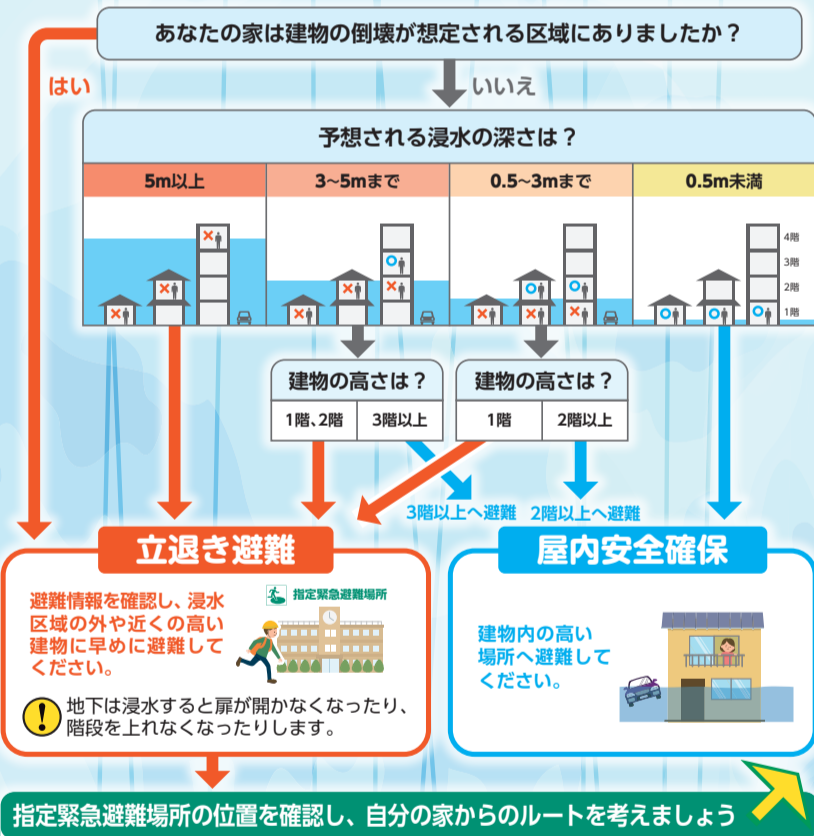 あなたの家は建物の倒壊が想定される区域にありましたか？
はい
いいえ
予想される浸水の深さは？
5m以上
3〜5mまで
0.5〜3mまで
0.5m未満
4階
3階
2階
1階
建物の高さは？
1階、2階
3階以上
建物の高さは？
1階
2階以上
3階以上へ避難
2階以上へ避難
立退き避難
避難情報を確認し、浸水
区域の外や近くの高い
建物に早めに避難して
ください。
指定緊急避難場所
地下は浸水すると扉が開かなくなったり、
階段を上れなくなったりします。
屋内安全確保
建物内の高い
場所へ避難して
ください。
指定緊急避難場所の位置を確認し、自分の家からのルートを考えましょう